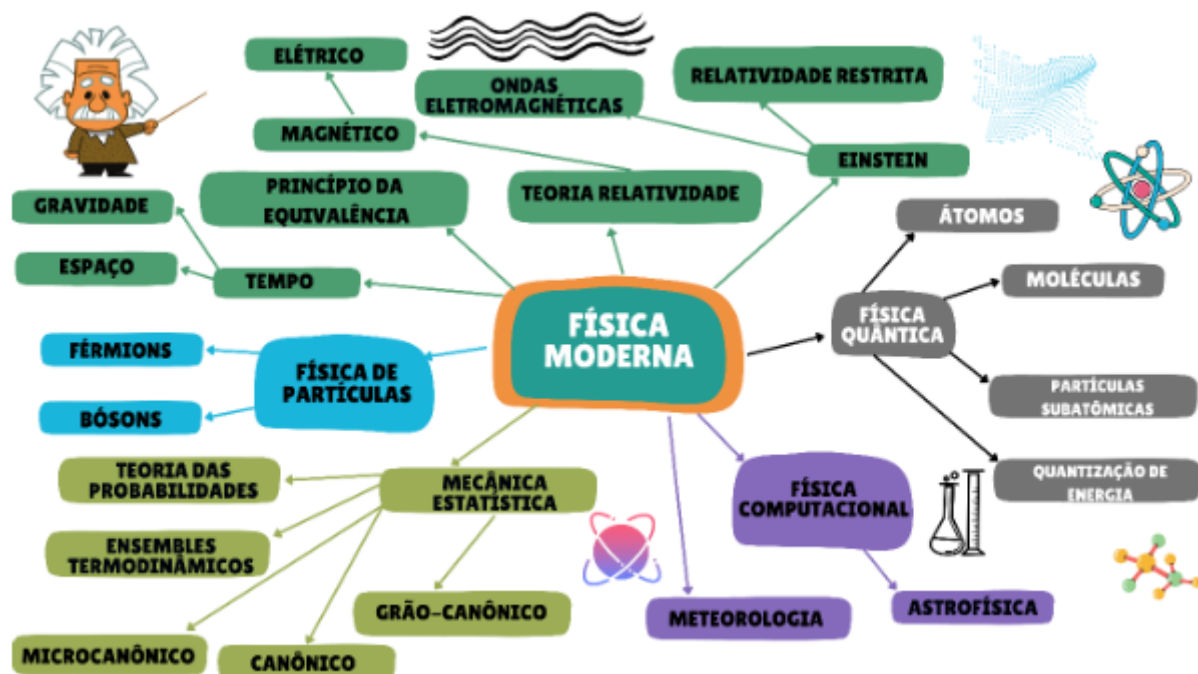 ELÉTRICO
ONDAS
ELETROMAGNÉTICAS
RELATIVIDADE RESTRITA
MAGNÉTICO
EINSTEIN
GRAVIDADE
PRINCÍPIO DA
EQUIVALÊNCIA
TEORIA RELATIVIDADE
ÁTOMOS
ESPAÇO
TEMPO
MOLÉCULAS
FÍSICA
MODERNA
FÍSICA
QUÂNTICA
FÉRMIONS
FÍSICA DE
PARTÍCULAS
BÓSONS
PARTÍCULAS
SUBATÔMICAS
TEORIA DAS
PROBABILIDADES
MECÂNICA
ESTATÍSTICA
FÍSICA
COMPUTACIONAL
QUANTIZAÇÃO DE
ENERGIA
ENSEMBLES
TERMODINÂMICOS
GRÃO-CANÔNICO
METEOROLOGIA
ASTROFÍSICA
MICROCANÔNICO
CANÔNICO